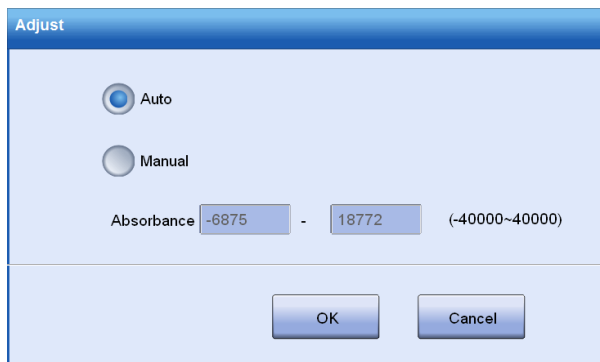 Adjust
Auto
Manual
Absorbance -6875 - 18772 (-40000~40000)
OK Cancel